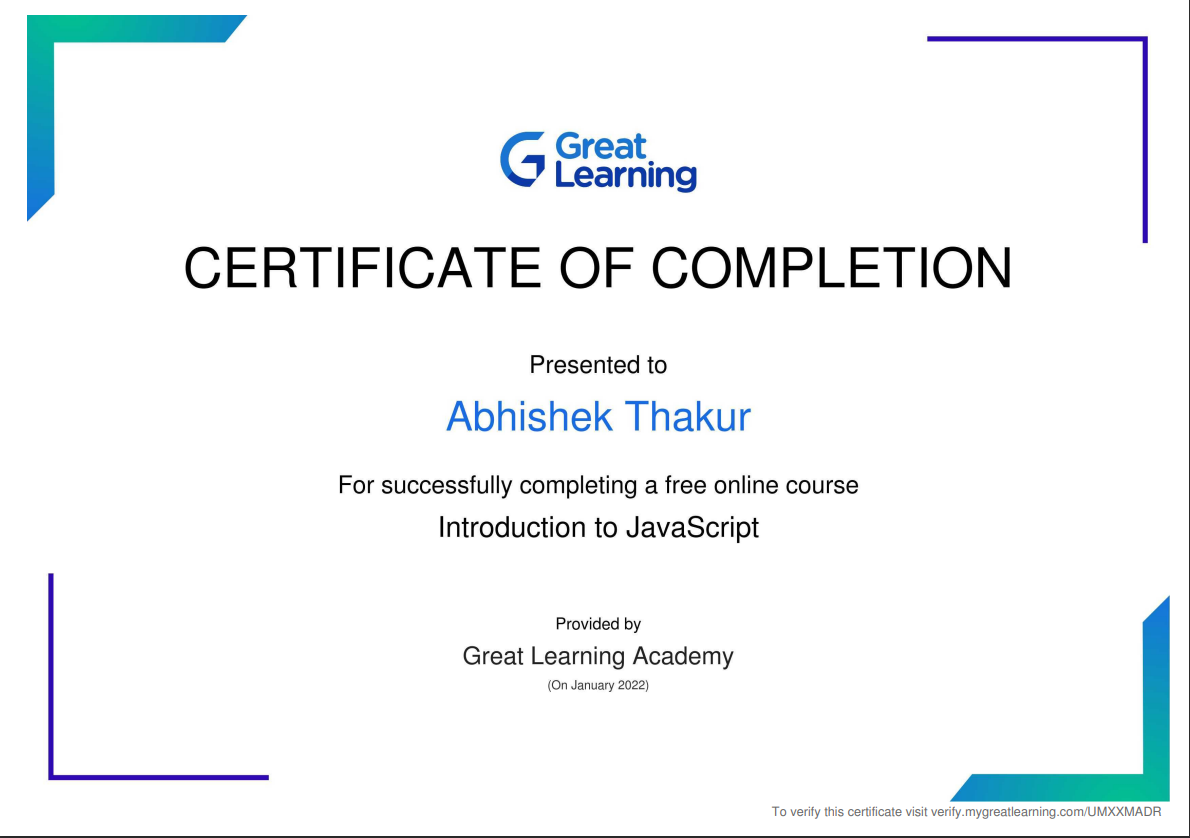 Great
Learning
CERTIFICATE OF COMPLETION
Presented to
Abhishek Thakur
For successfully completing a free online course
Introduction to JavaScript
Provided by
Great Learning Academy
(On January 2022)
To verify this certificate visit verify.mygreatlearning.com/UMXXMADR